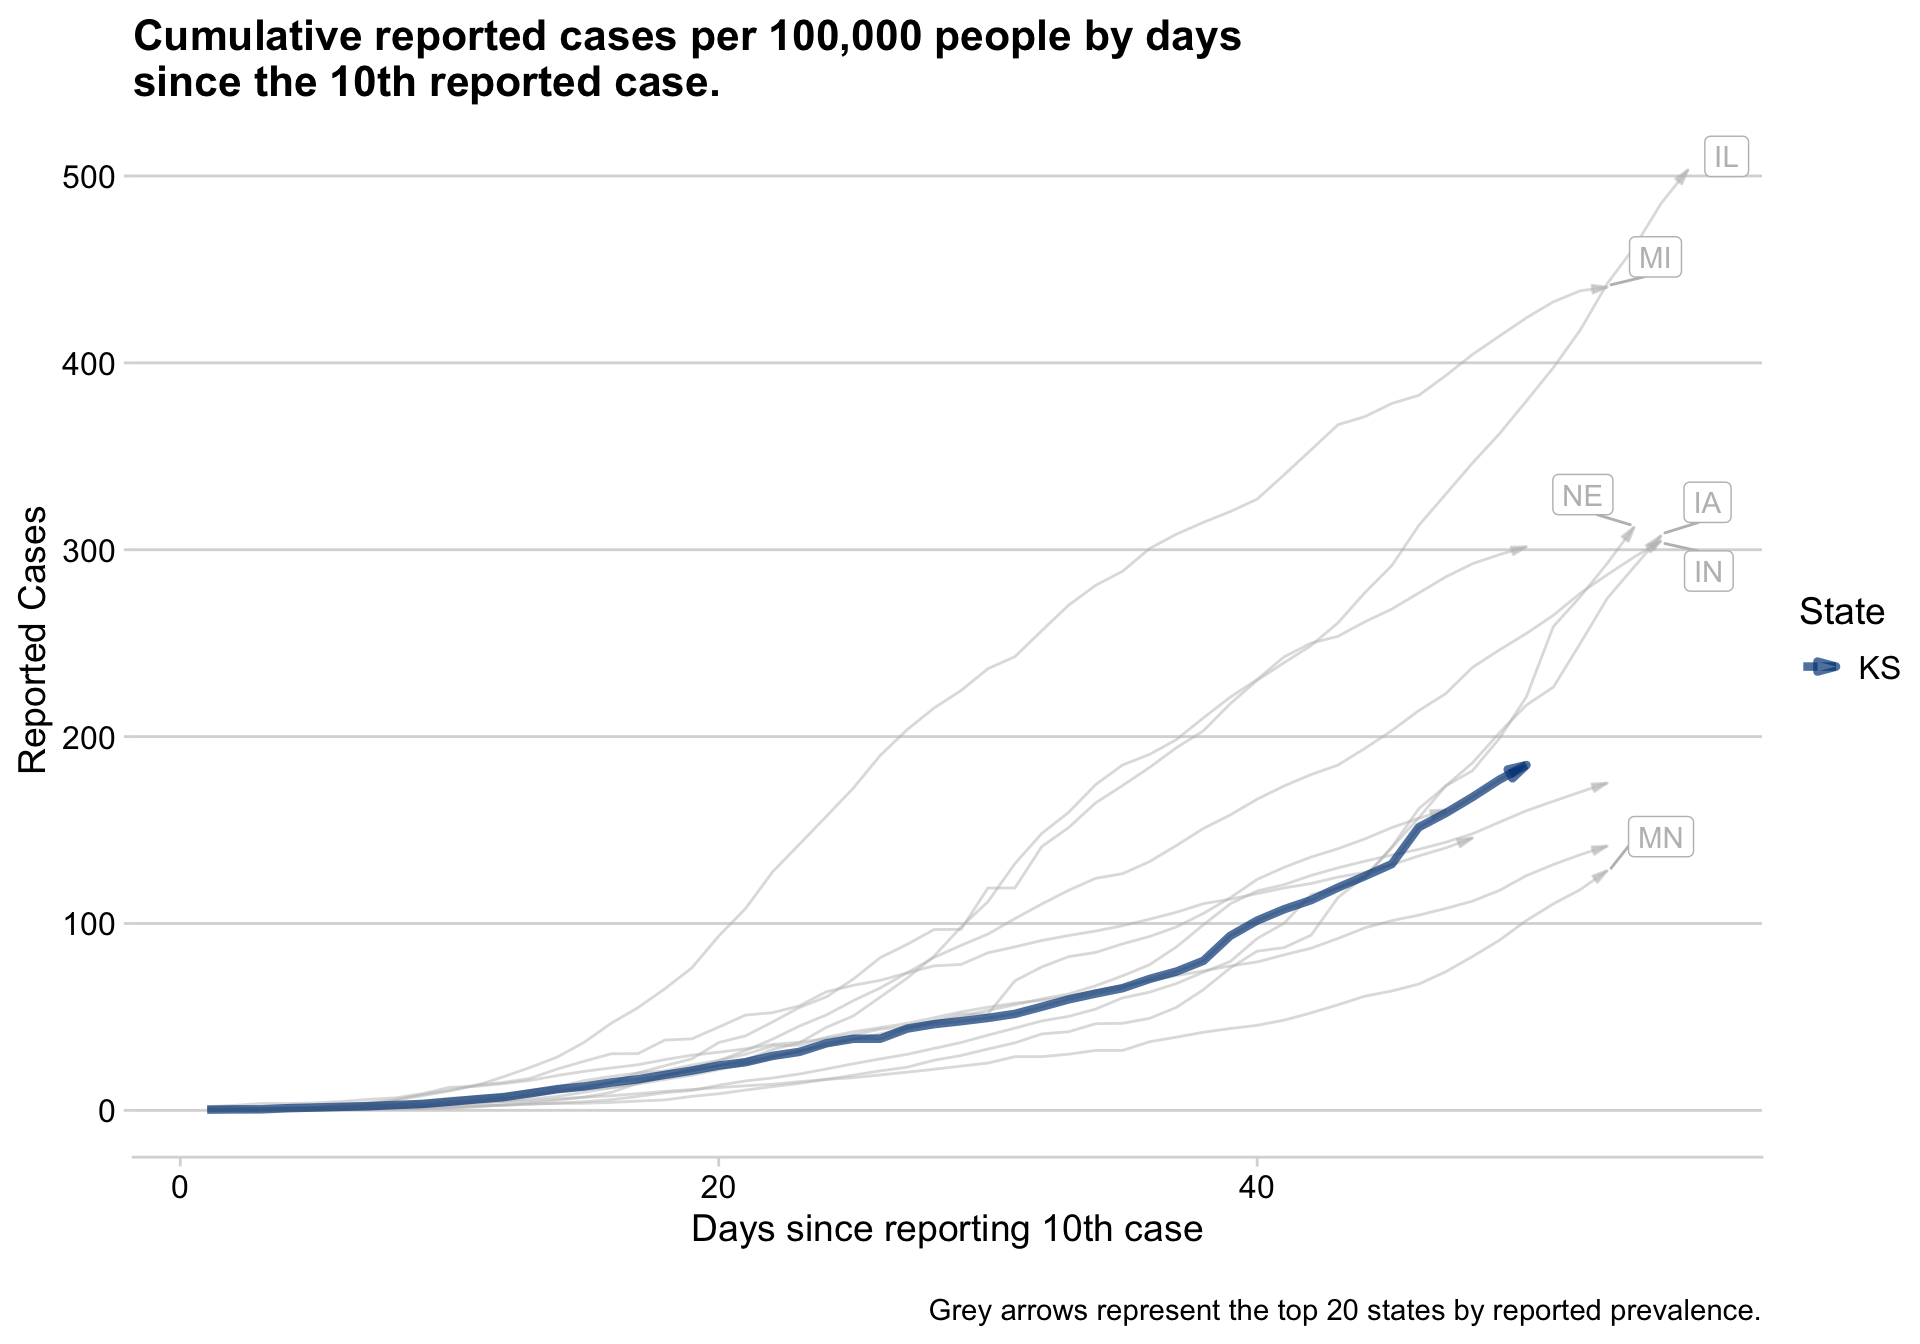 Cumulative reported cases per 100,000 people by days
since the 10th reported case.
IL
500
MI
400
NE
IA
300
IN
Reported Cases
State
KS
200
MN
100
0
0
20
40
Days since reporting 10th case
Grey arrows represent the top 20 states by reported prevalence.